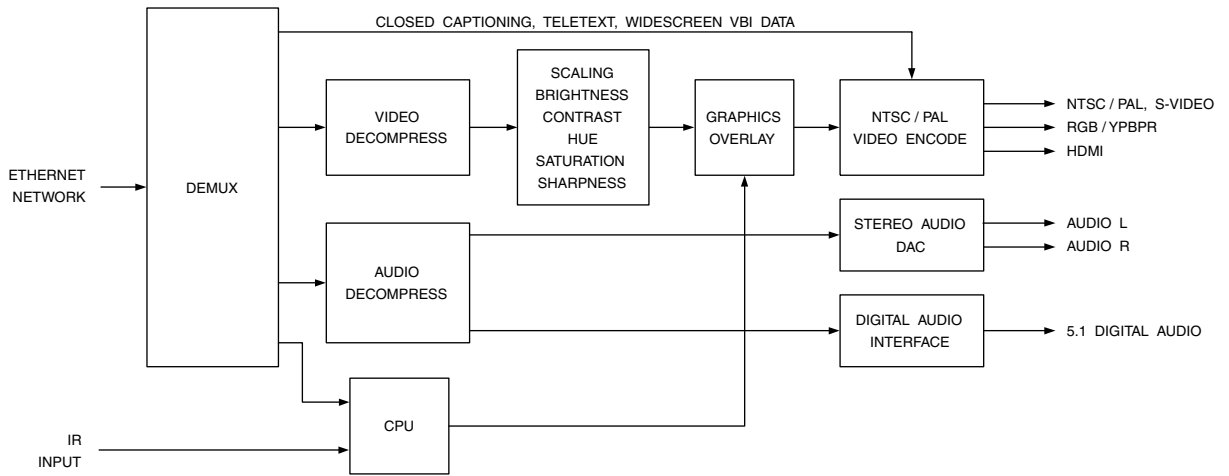 CLOSED CAPTIONING, TELETEXT, WIDESCREEN VBI DATA
ETHERNET
NETWORK
DEMUX
VIDEO
DECOMPRESS
SCALING
BRIGHTNESS
CONTRAST
HUE
SATURATION
SHARPNESS
GRAPHICS
OVERLAY
NTSC / PAL
VIDEO ENCODE
NTSC / PAL, S-VIDEO
RGB / YPBPR
HDMI
AUDIO
DECOMPRESS
STEREO AUDIO
DAC
AUDIO L
AUDIO R
DIGITAL AUDIO
INTERFACE
5.1 DIGITAL AUDIO
CPU
IR
INPUT